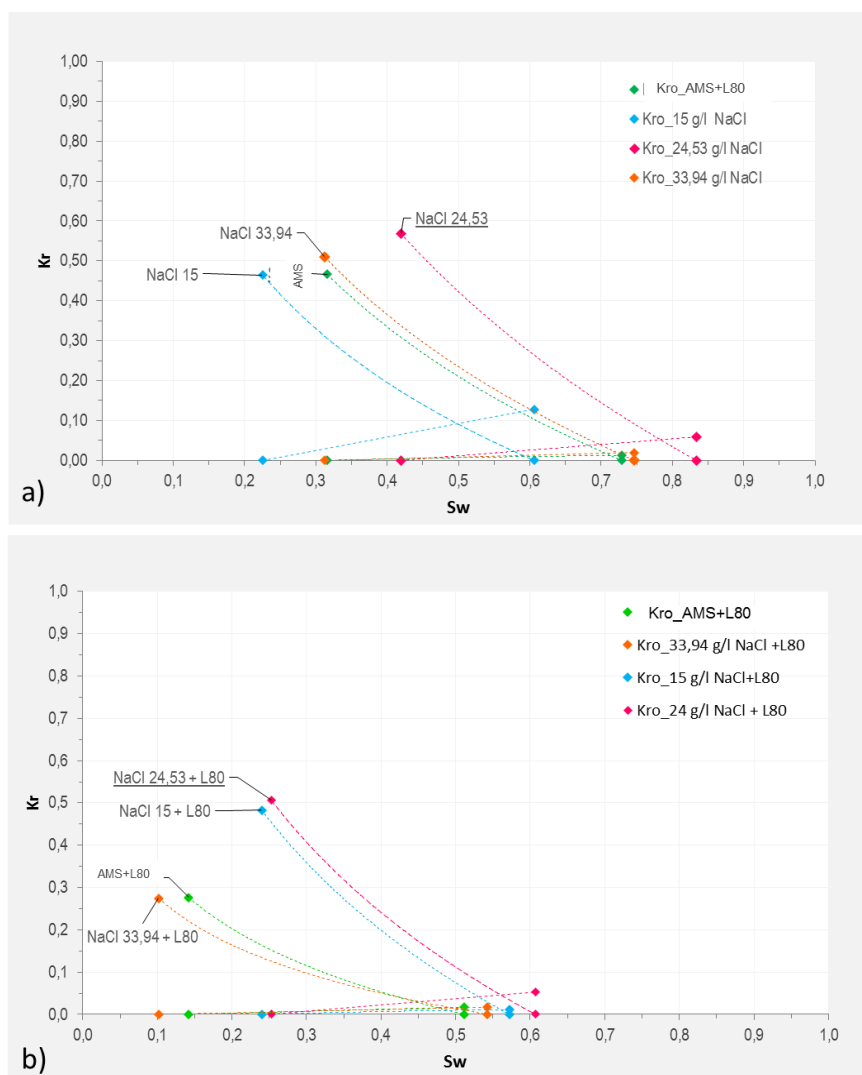 1,00
0,90
0,80
0,70
0,60
0,50
0,40
0,30
0,20
0,10
0,00
Kr
Kro_AMS+L80
Kro_15 g/l NaCl
Kro_24,53 g/l NaCl
Kro_33,94 g/l NaCl
NaCl 24,53
NaCl 33,94
NaCl 15
AMS
0,0 0,1 0,2 0,3 0,4 0,5 0,6 0,7 0,8 0,9 1,0
a)
Sw
1,0
0,9
0,8
0,7
0,6
0,5
0,4
0,3
0,2
0,1
0,0
Kr
Kro_AMS+L80
Kro_33,94 g/l NaCl +L80
Kro_15 g/l NaCl+L80
Kro_24 g/l NaCl + L80
NaCl 24,53 + L80
NaCl 15 + L80
AMS+L80
NaCl 33,94 + L80
0,0 0,1 0,2 0,3 0,4 0,5 0,6 0,7 0,8 0,9 1,0
b)
Sw